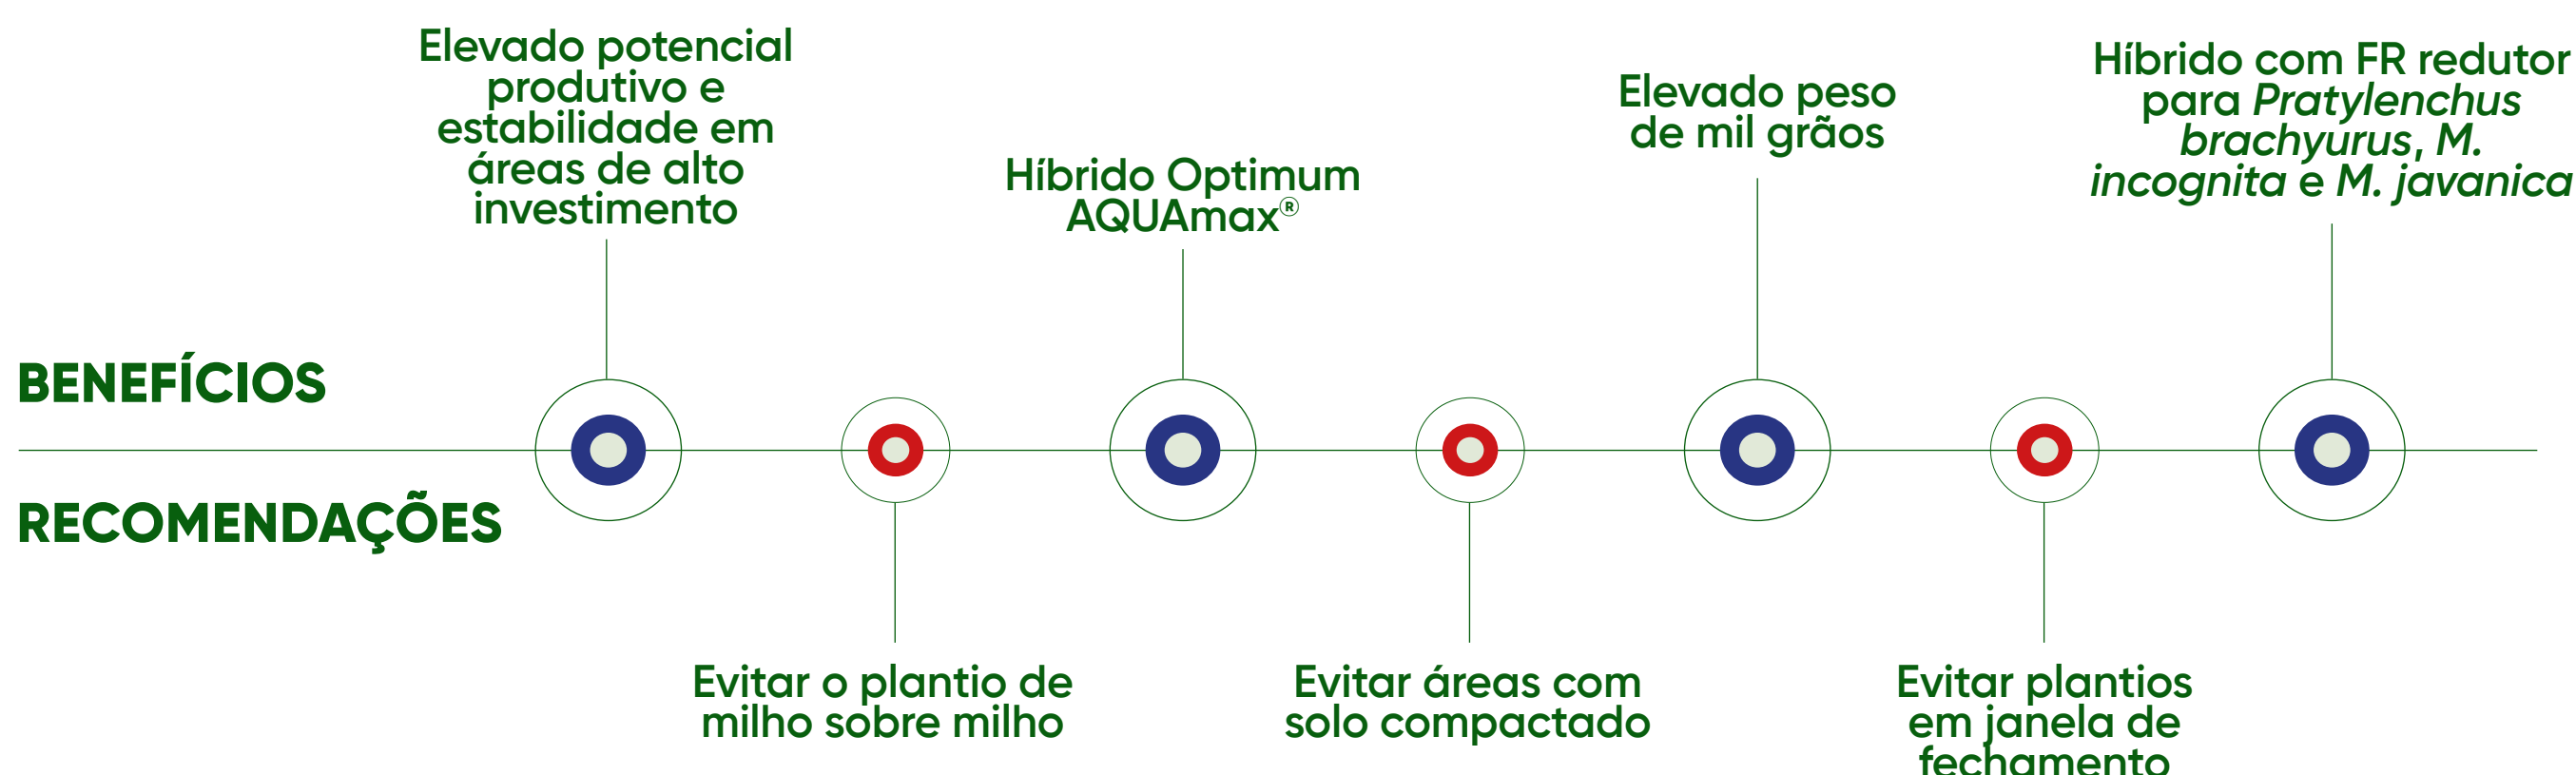 Elevado potencial
produtivo e
estabilidade em
áreas de alto
investimento
Híbrido Optimum
AQUAmax®
Elevado peso
de mil grãos
Híbrido com FR redutor
para Pratylenchus
brachyurus, M.
incognita e M. javanica
BENEFÍCIOS
RECOMENDAÇÕES
Evitar o plantio de
milho sobre milho
Evitar áreas com
solo compactado
Evitar plantios
em janela de
fechamento